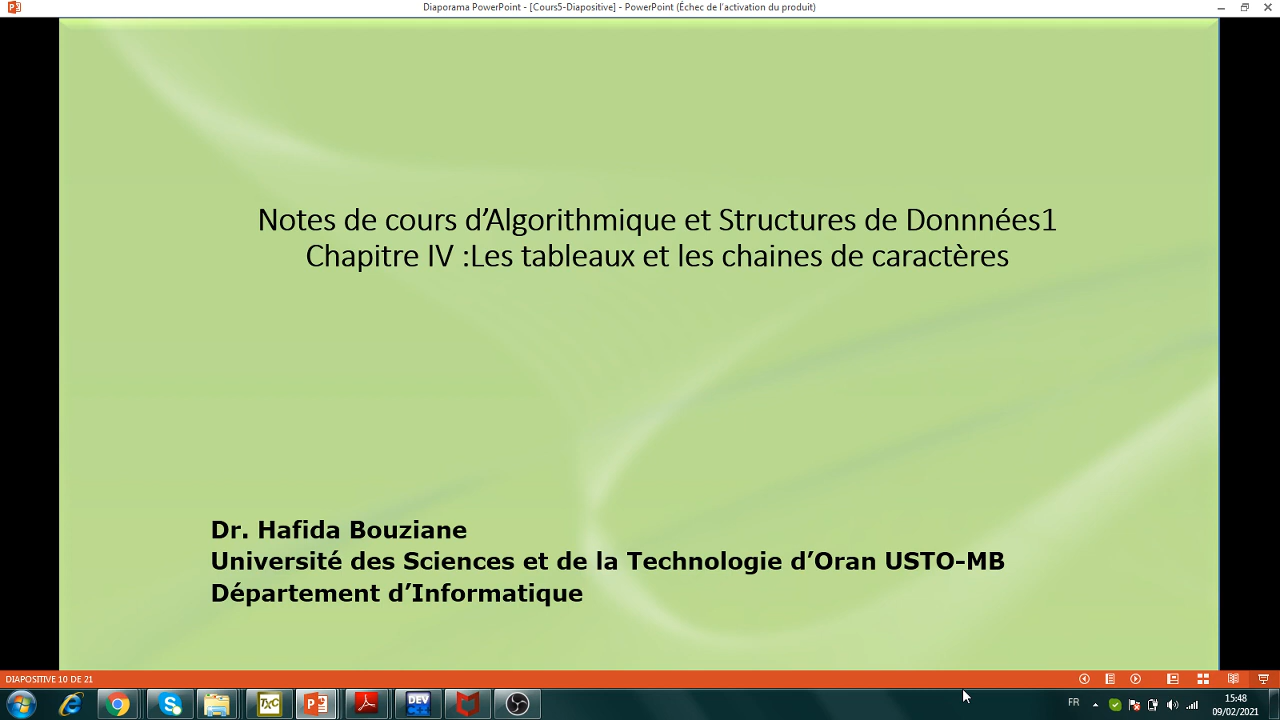 Diaporama PowerPoint - [Cours5-Diapositive] - PowerPoint (Échec de l'activation du produit)
Notes de cours d’Algorithmique et Structures de Donnnées1
Chapitre IV :Les tableaux et les chaines de caractères
Dr. Hafida Bouziane
Université des Sciences et de la Technologie d’Oran USTO-MB
Département d’Informatique
DIAPOSITIVE 10 DE 21
TXC
DEV
FR
15:48
09/02/2021